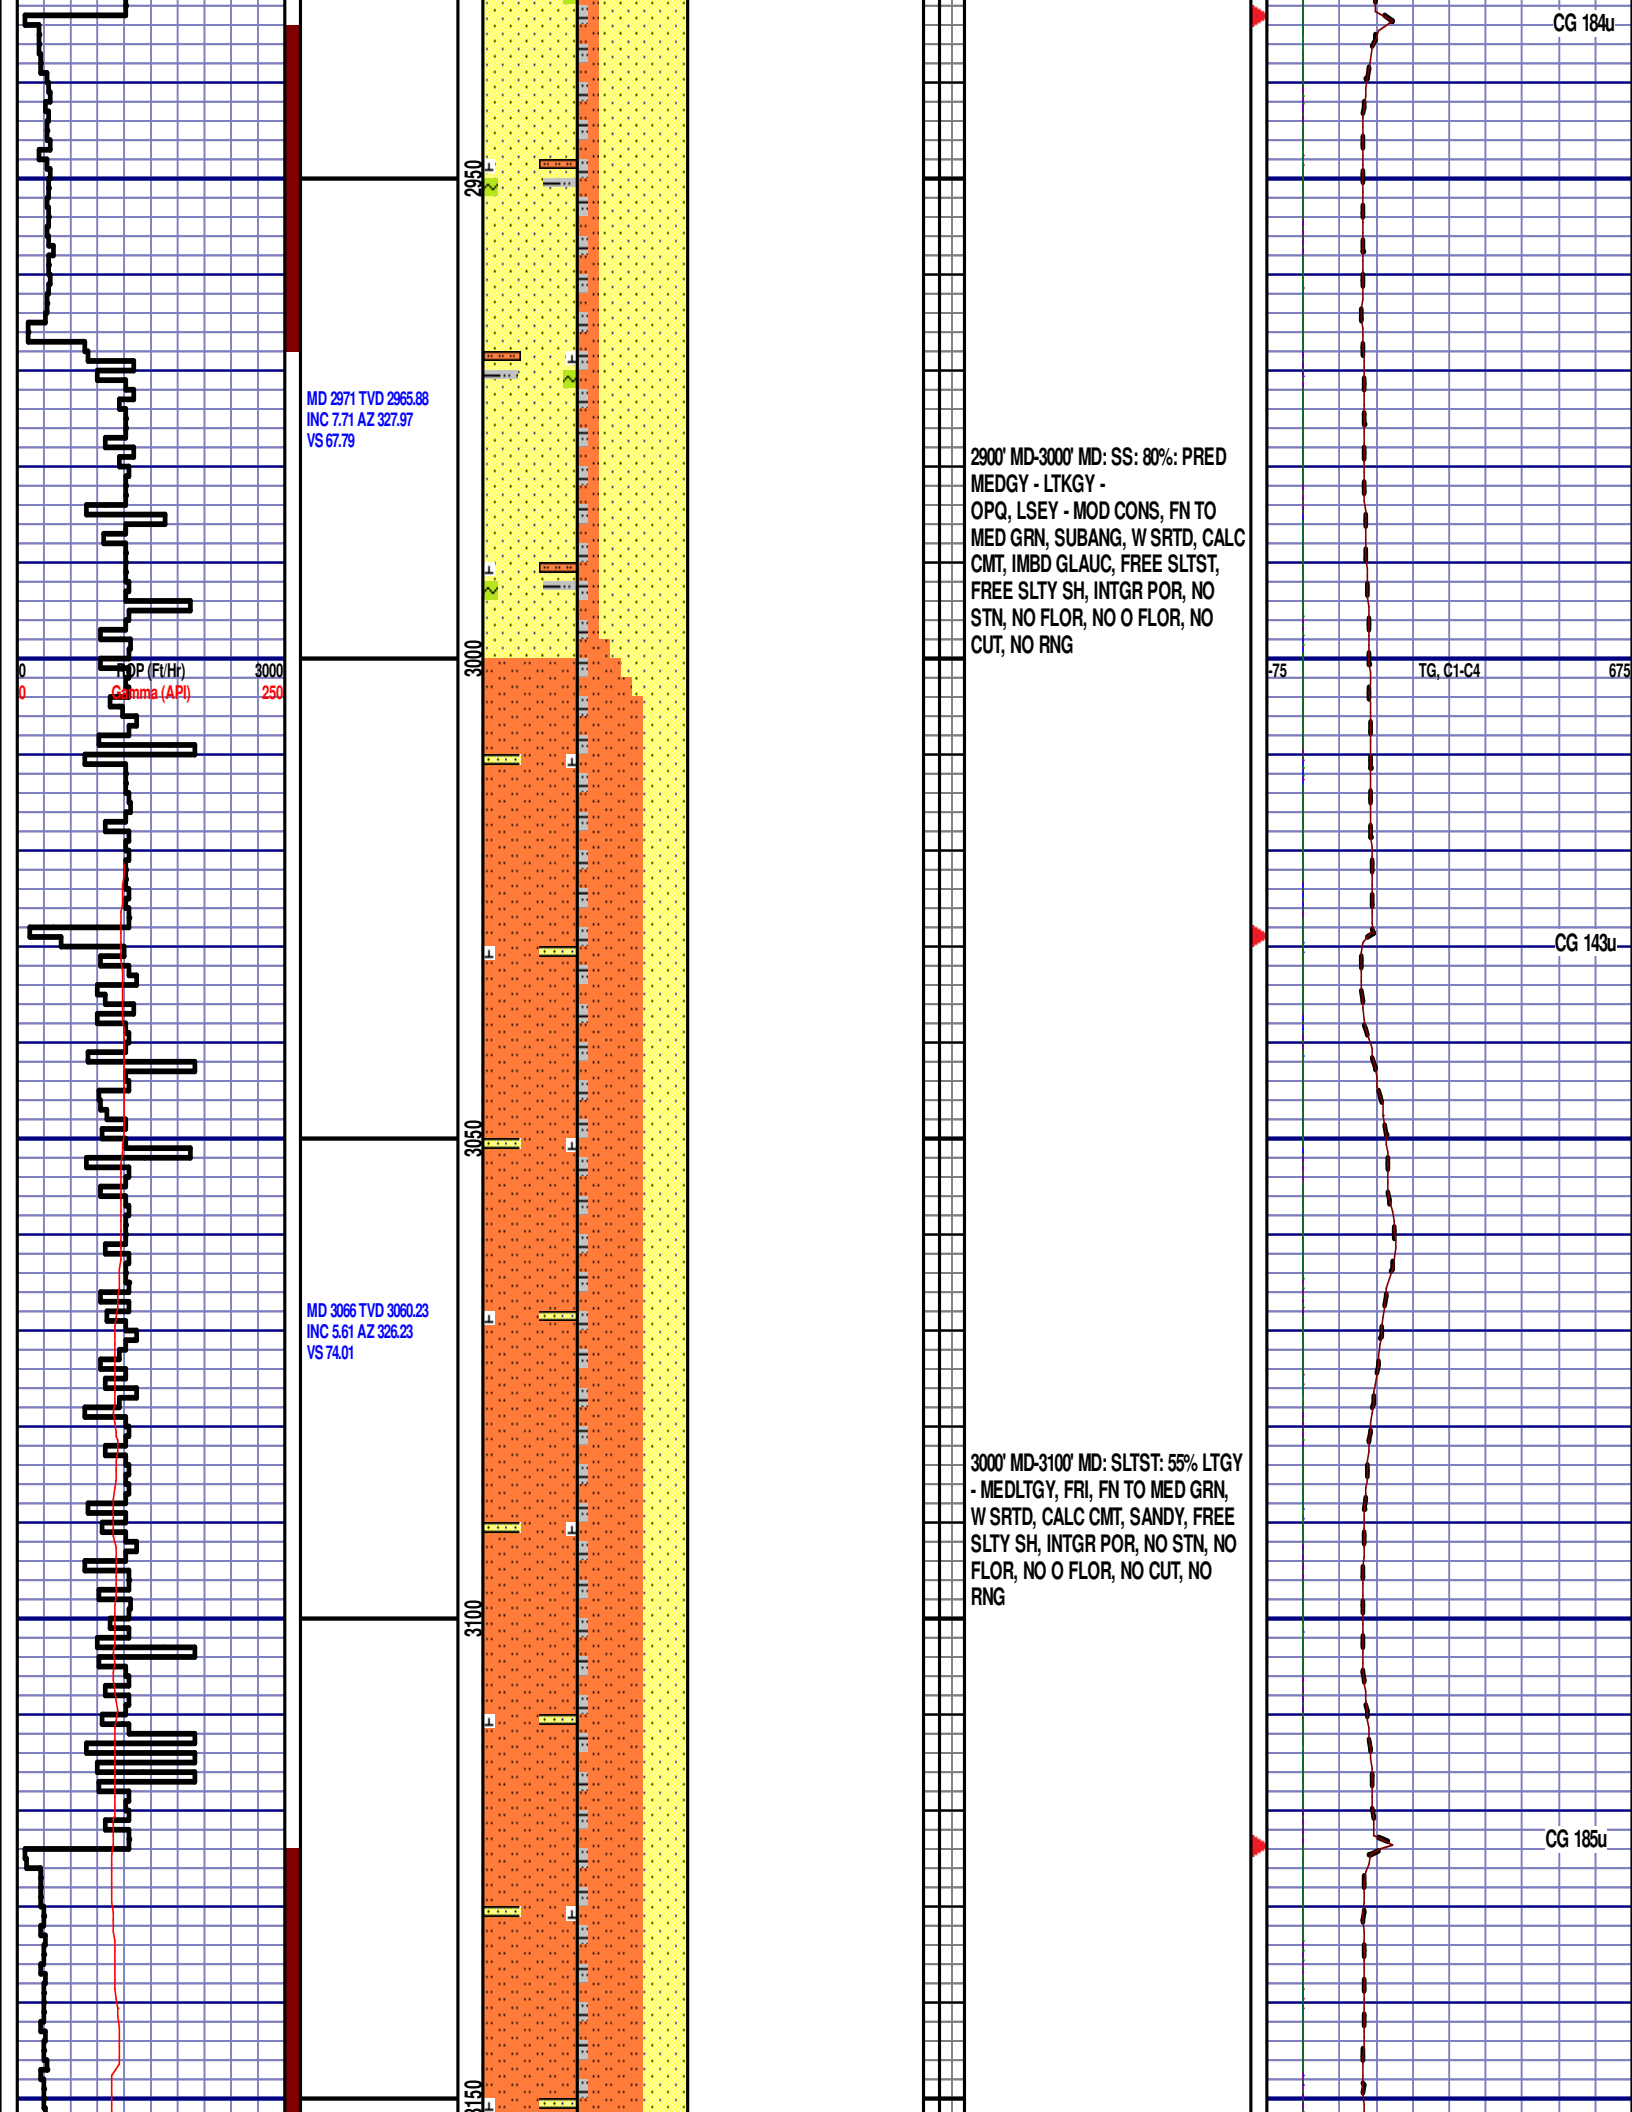 CG 184u
2950
MD 2971 TVD 2965.88
INC 7.71 AZ 327.97
VS 67.79
2900' MD-3000' MD: SS: 80%: PRED
MEDGY - LTKGY -
OPQ, LSEY - MOD CONS, FN TO
MED GRN, SUBANG, W SRTD, CALC
CMT, IMBD GLAUC, FREE SLTST,
FREE SLTY SH, INTGR POR, NO
STN, NO FLOR, NO O FLOR, NO
CUT, NO RNG
3000
0 ROP (Ft/Hr) 3000
0 Gamma (API) 250
-75 TG, C1-C4 675
CG 143u
3050
MD 3066 TVD 3060.23
INC 5.61 AZ 326.23
VS 74.01
3000' MD-3100' MD: SLTST: 55% LTGY
- MEDLTGY, FRI, FN TO MED GRN,
W SRTD, CALC CMT, SANDY, FREE
SLTY SH, INTGR POR, NO STN, NO
FLOR, NO O FLOR, NO CUT, NO
RNG
3100
CG 185u